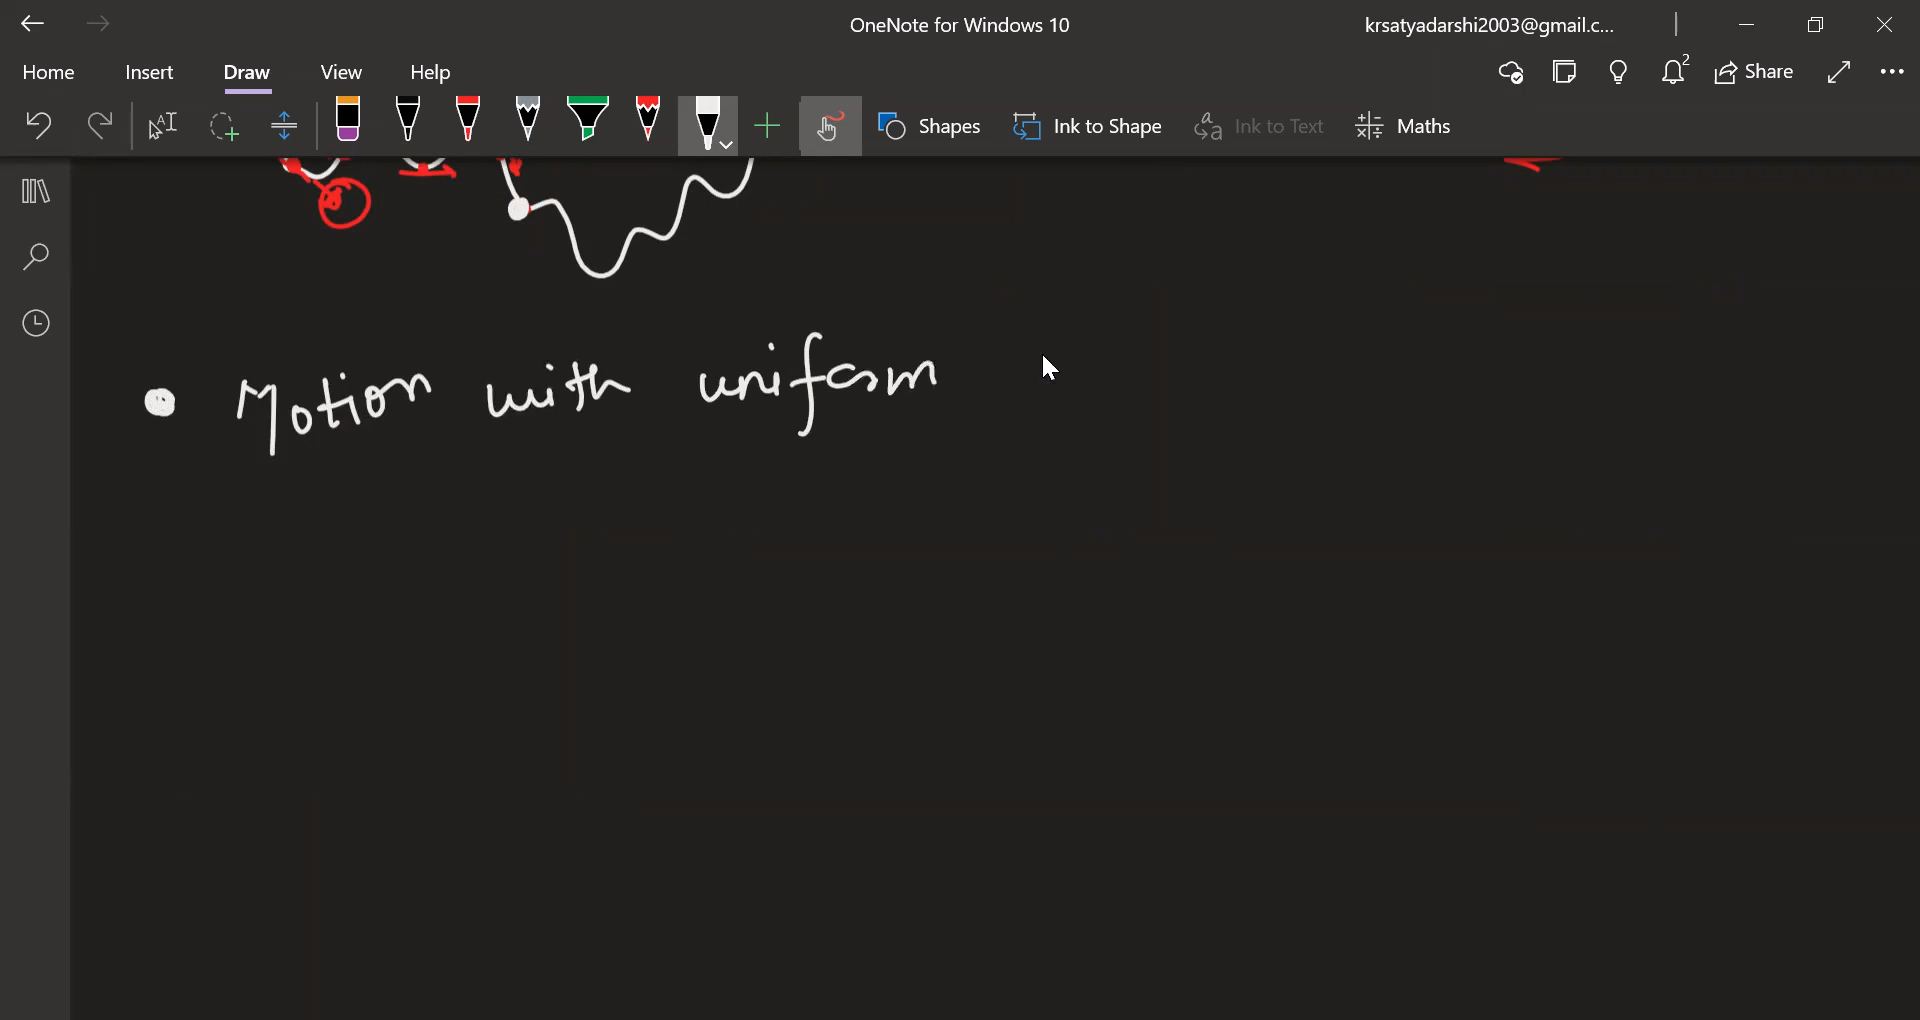 OneNote for Windows 10
krsatyadarshi2003@gmail.c...
Home Insert Draw View Help
2 Share
Shapes Ink to Shape Ink to Text Maths
• Motion with uniform